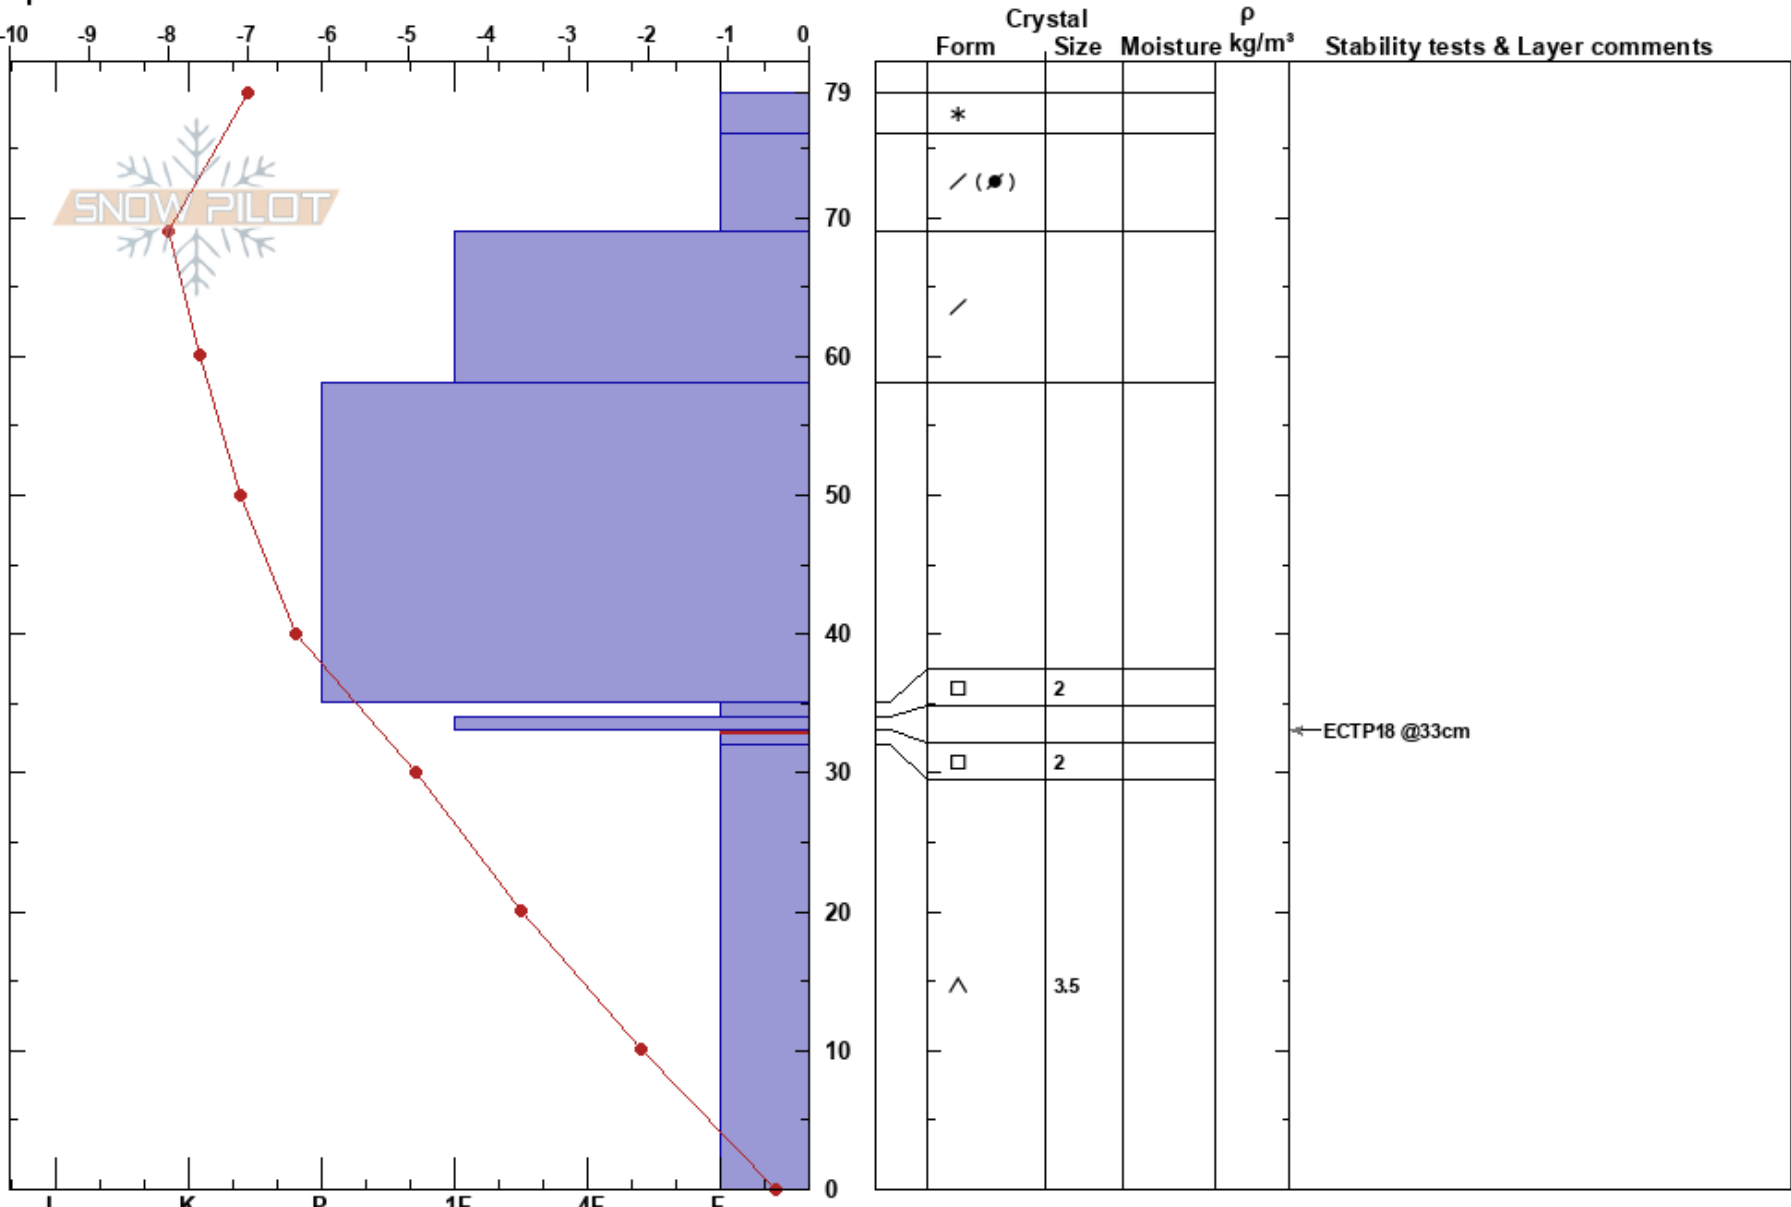 Crystal ρ
-10 -9 -8 -7 -6 -5 -4 -3 -2 -1 0 Form Size Moisture kg/m³ Stability tests & Layer comments
79
*
/ ( )
SNOW PILOT 70
/
60
50
40
□ 2
ECTP18 @33cm
□ 2
30
20
∧ 3.5
10
0
I K P 1F 4F F